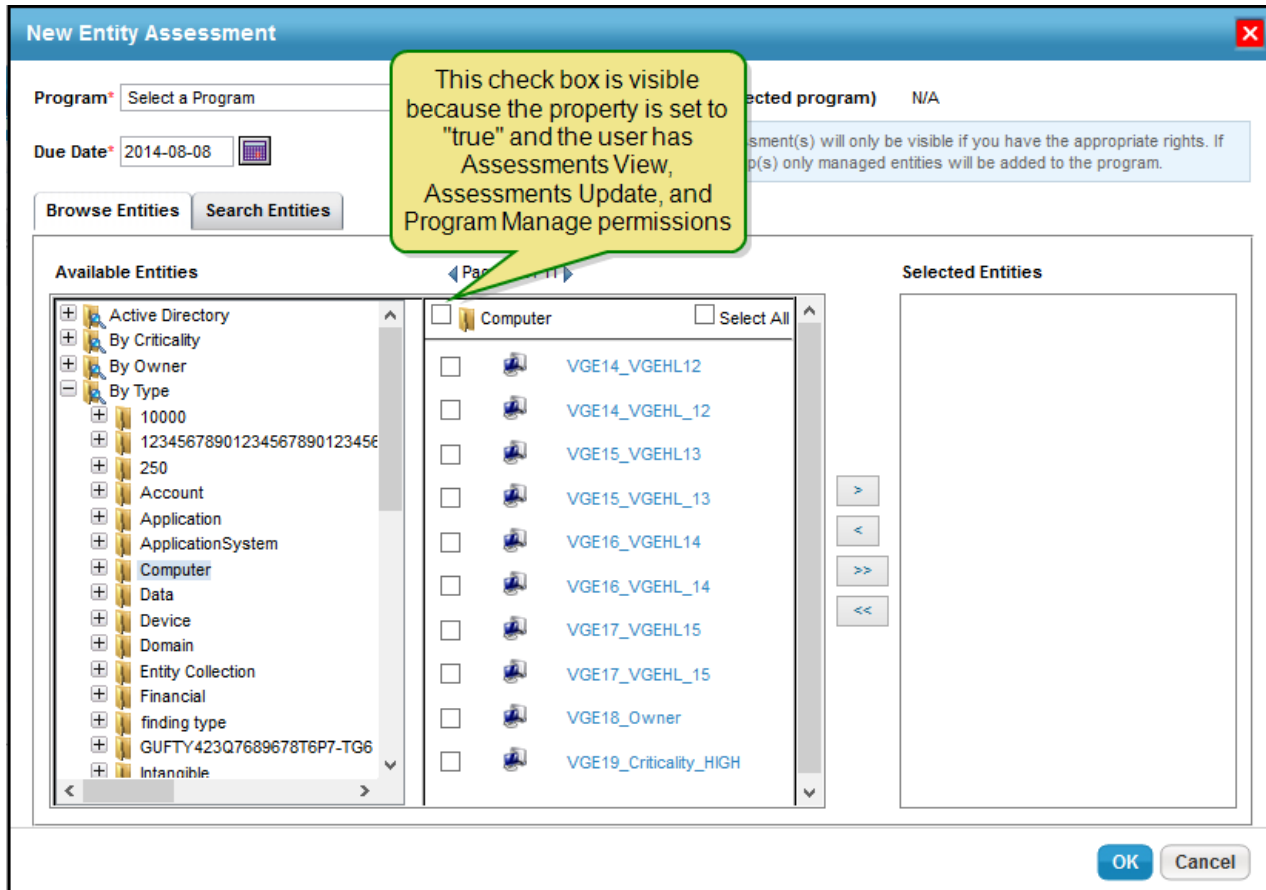 New Entity Assessment
This check box is visible
because the property is set to
"true" and the user has
Assessments View,
Assessments Update, and
Program Manage permissions
Program* Select a Program
ected program) N/A
Due Date* 2014-08-08
sment(s) will only be visible if you have the appropriate rights. If
p(s) only managed entities will be added to the program.
Browse Entities Search Entities
Available Entities
Selected Entities
Active Directory
By Criticality
By Owner
By Type
10000
12345678901234567890123456
250
Account
Application
ApplicationSystem
Computer
Data
Device
Domain
Entity Collection
Financial
finding type
GUFTY423Q7689678T6P7-TG6
Intangible
Computer Select All
VGE14_VGEHL12
VGE14_VGEHL_12
VGE15_VGEHL13
VGE15_VGEHL_13
VGE16_VGEHL14
VGE16_VGEHL_14
VGE17_VGEHL15
VGE17_VGEHL_15
VGE18_Owner
VGE19_Criticality_HIGH
>
<
>>
<<
OK Cancel